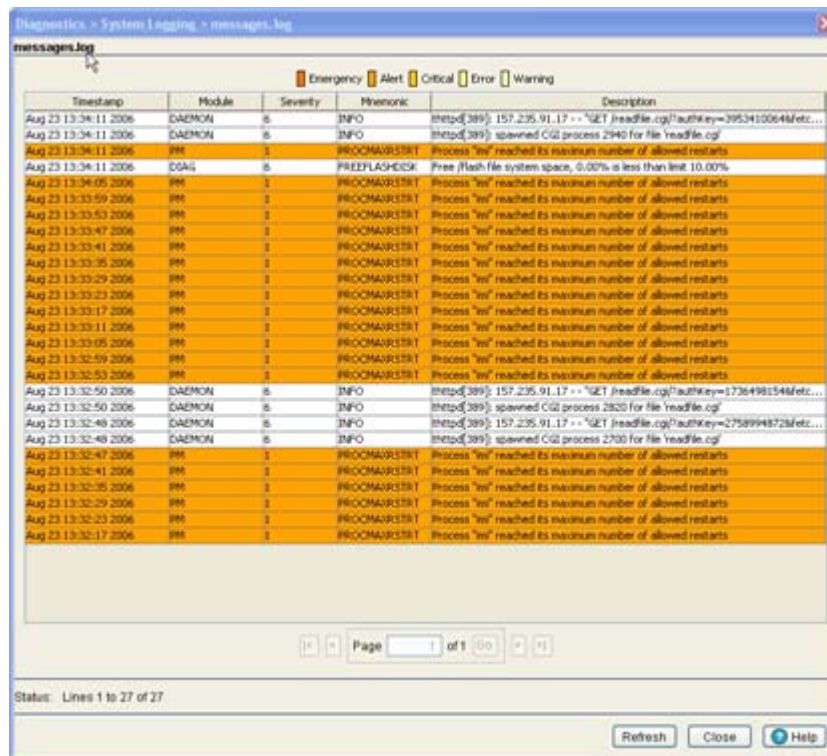 Diagnostics > System Logging > messages.log
messages.log
Emergency Alert Critical Error Warning
Timestamp Module Severity Mnemonic Description
Aug 23 13:34:11 2006 DAEMON 6 INFO thttpd[389]: 157.235.91.17 - - "GET /readfile.cgi?authKey=395341006&fetc...
Aug 23 13:34:11 2006 DAEMON 6 INFO thttpd[389]: spawned CGI process 2940 for file 'readfile.cgi'
Aug 23 13:34:11 2006 PM 1 PROCMAXRSTRT Process reached its maximum number of allowed restarts
Aug 23 13:34:11 2006 DIAG 6 FREEFLASHDISK Free /flash file system space, 0.00% is less than limit 10.00%
Aug 23 13:34:05 2006 PM 1 PROCMAXRSTRT Process reached its maximum number of allowed restarts
Aug 23 13:33:59 2006 PM 1 PROCMAXRSTRT Process reached its maximum number of allowed restarts
Aug 23 13:33:53 2006 PM 1 PROCMAXRSTRT Process reached its maximum number of allowed restarts
Aug 23 13:33:47 2006 PM 1 PROCMAXRSTRT Process reached its maximum number of allowed restarts
Aug 23 13:33:41 2006 PM 1 PROCMAXRSTRT Process reached its maximum number of allowed restarts
Aug 23 13:33:35 2006 PM 1 PROCMAXRSTRT Process reached its maximum number of allowed restarts
Aug 23 13:33:29 2006 PM 1 PROCMAXRSTRT Process reached its maximum number of allowed restarts
Aug 23 13:33:23 2006 PM 1 PROCMAXRSTRT Process reached its maximum number of allowed restarts
Aug 23 13:33:17 2006 PM 1 PROCMAXRSTRT Process reached its maximum number of allowed restarts
Aug 23 13:33:11 2006 PM 1 PROCMAXRSTRT Process reached its maximum number of allowed restarts
Aug 23 13:33:05 2006 PM 1 PROCMAXRSTRT Process reached its maximum number of allowed restarts
Aug 23 13:32:59 2006 PM 1 PROCMAXRSTRT Process reached its maximum number of allowed restarts
Aug 23 13:32:53 2006 PM 1 PROCMAXRSTRT Process reached its maximum number of allowed restarts
Aug 23 13:32:50 2006 DAEMON 6 INFO thttpd[389]: 157.235.91.17 - - "GET /readfile.cgi?authKey=173649815&fetc...
Aug 23 13:32:50 2006 DAEMON 6 INFO thttpd[389]: spawned CGI process 2820 for file 'readfile.cgi'
Aug 23 13:32:48 2006 DAEMON 6 INFO thttpd[389]: 157.235.91.17 - - "GET /readfile.cgi?authKey=275899487&fetc...
Aug 23 13:32:48 2006 DAEMON 6 INFO thttpd[389]: spawned CGI process 2700 for file 'readfile.cgi'
Aug 23 13:32:47 2006 PM 1 PROCMAXRSTRT Process reached its maximum number of allowed restarts
Aug 23 13:32:41 2006 PM 1 PROCMAXRSTRT Process reached its maximum number of allowed restarts
Aug 23 13:32:35 2006 PM 1 PROCMAXRSTRT Process reached its maximum number of allowed restarts
Aug 23 13:32:29 2006 PM 1 PROCMAXRSTRT Process reached its maximum number of allowed restarts
Aug 23 13:32:23 2006 PM 1 PROCMAXRSTRT Process reached its maximum number of allowed restarts
Aug 23 13:32:17 2006 PM 1 PROCMAXRSTRT Process reached its maximum number of allowed restarts
Page 1 of 1 Go
Status: Lines 1 to 27 of 27
Refresh Close Help